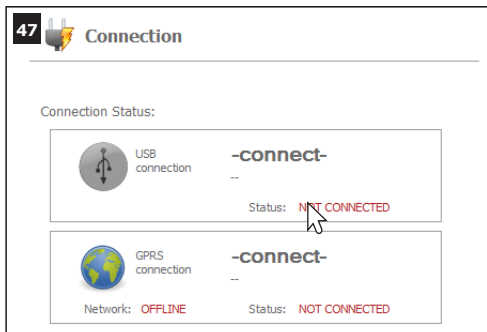 47
Connection
Connection Status:
USB
connection
-connect-
--
Status: NOT CONNECTED
GPRS
connection
-connect-
--
Network: OFFLINE Status: NOT CONNECTED